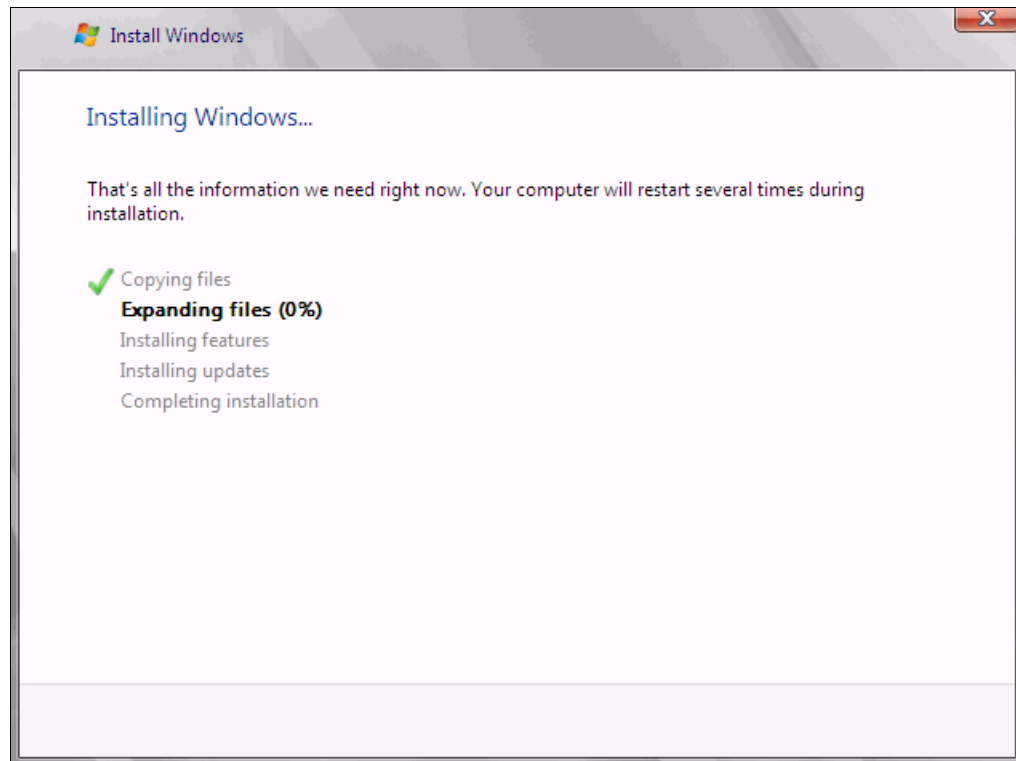 Install Windows
Installing Windows...
That's all the information we need right now. Your computer will restart several times during
installation.
Copying files
Expanding files (0%)
Installing features
Installing updates
Completing installation